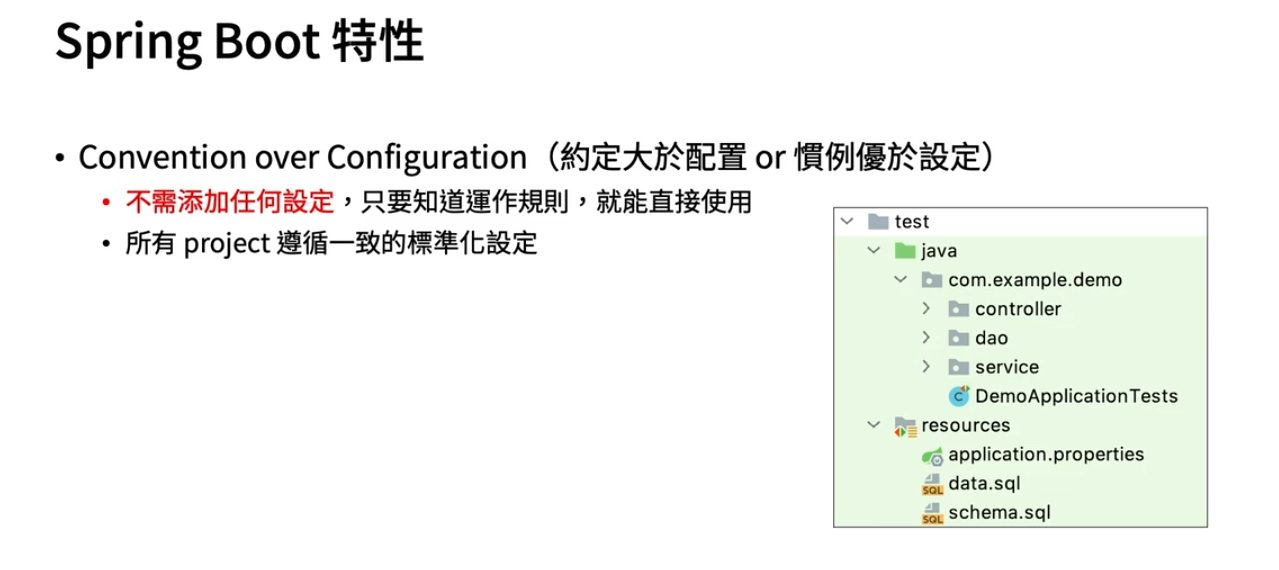 Spring Boot 特性
• Convention over Configuration（約定大於配置 or 慣例優於設定）
• 不需添加任何設定，只要知道運作規則，就能直接使用
• 所有 project 遵循一致的標準化設定
test
java
com.example.demo
controller
dao
service
C DemoApplicationTests
resources
application.properties
SQL data.sql
SQL schema.sql